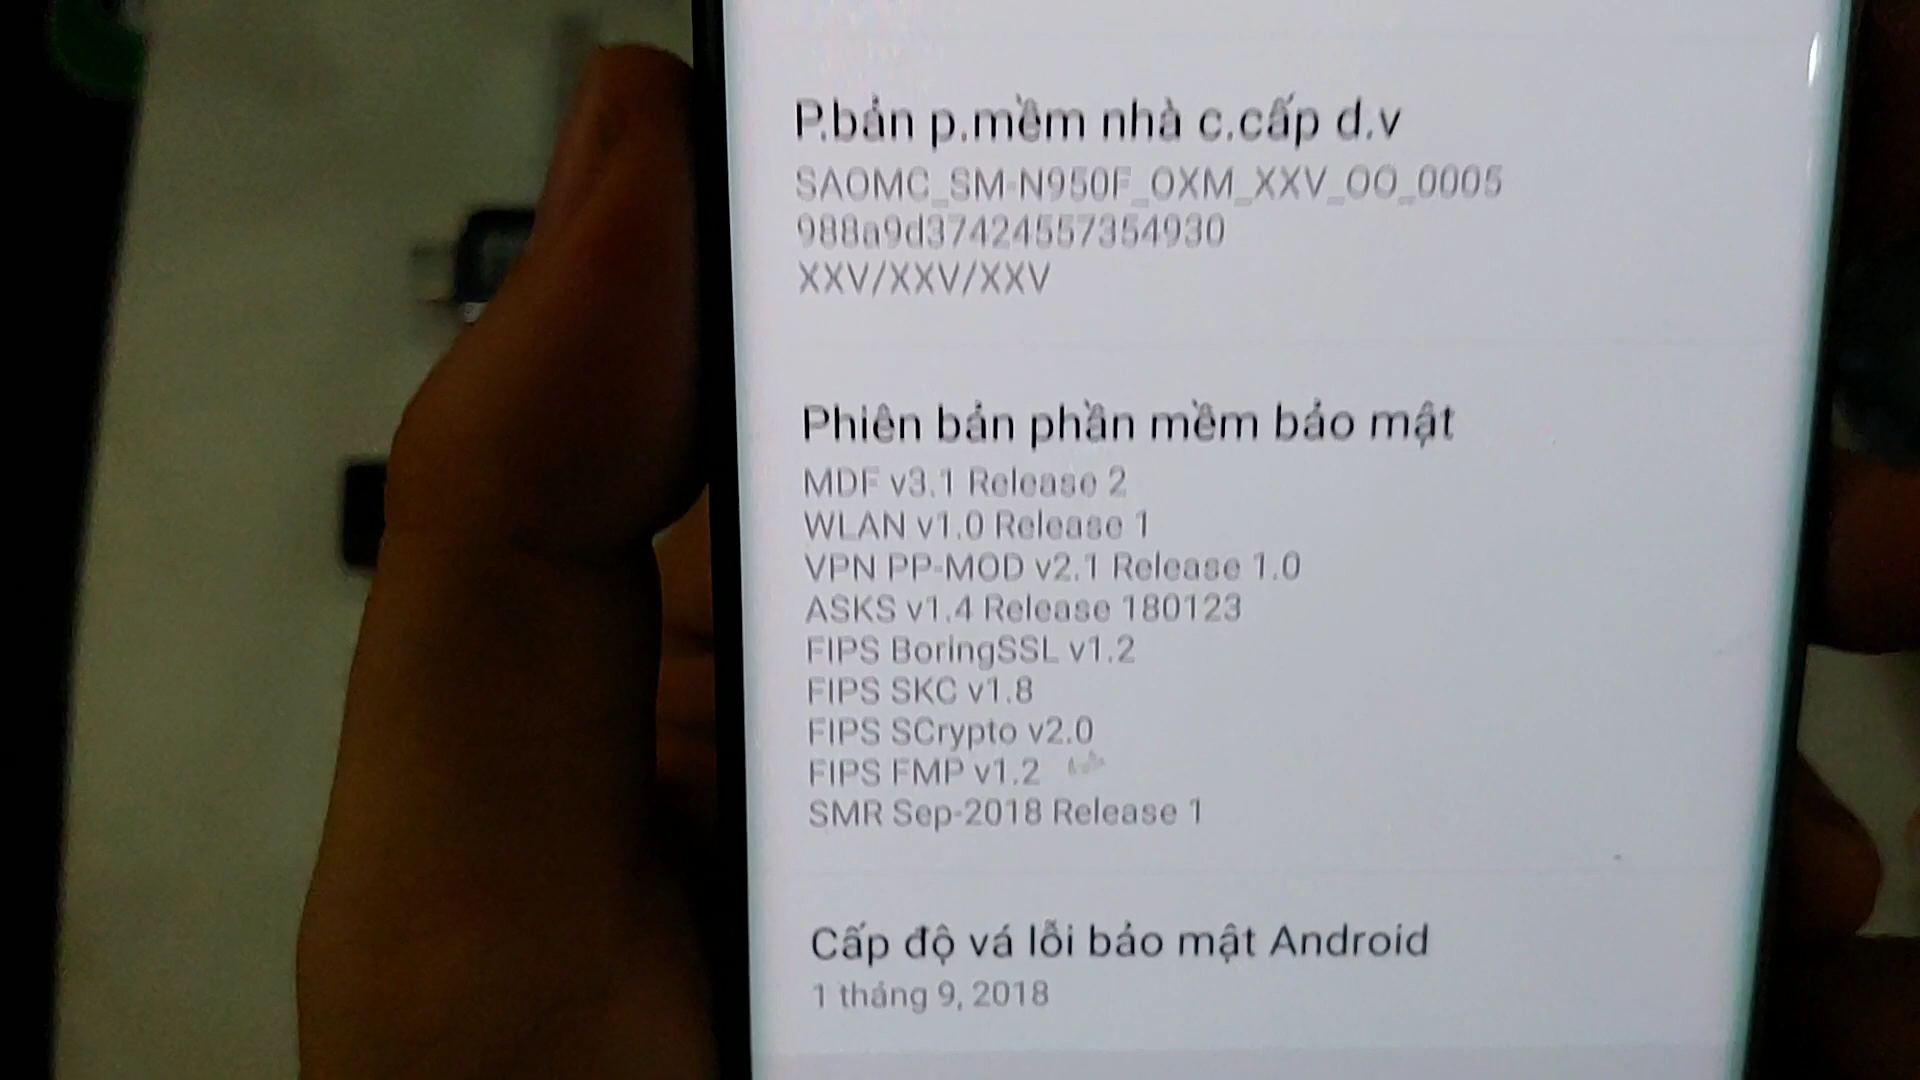 P.bản p.mềm nhà c.cấp d.v
SAOMC_SM-N950F_OXM_XXV_OO_0005
988a9d37424557354930
XXV/XXV/XXV
Phiên bản phần mềm bảo mật
MDF v3.1 Release 2
WLAN v1.0 Release 1
VPN PP-MOD v2.1 Release 1.0
ASKS v1.4 Release 180123
FIPS BoringSSL v1.2
FIPS SKC v1.8
FIPS SCrypto v2.0
FIPS FMP v1.2
SMR Sep-2018 Release 1
Cấp độ vá lỗi bảo mật Android
1 tháng 9, 2018